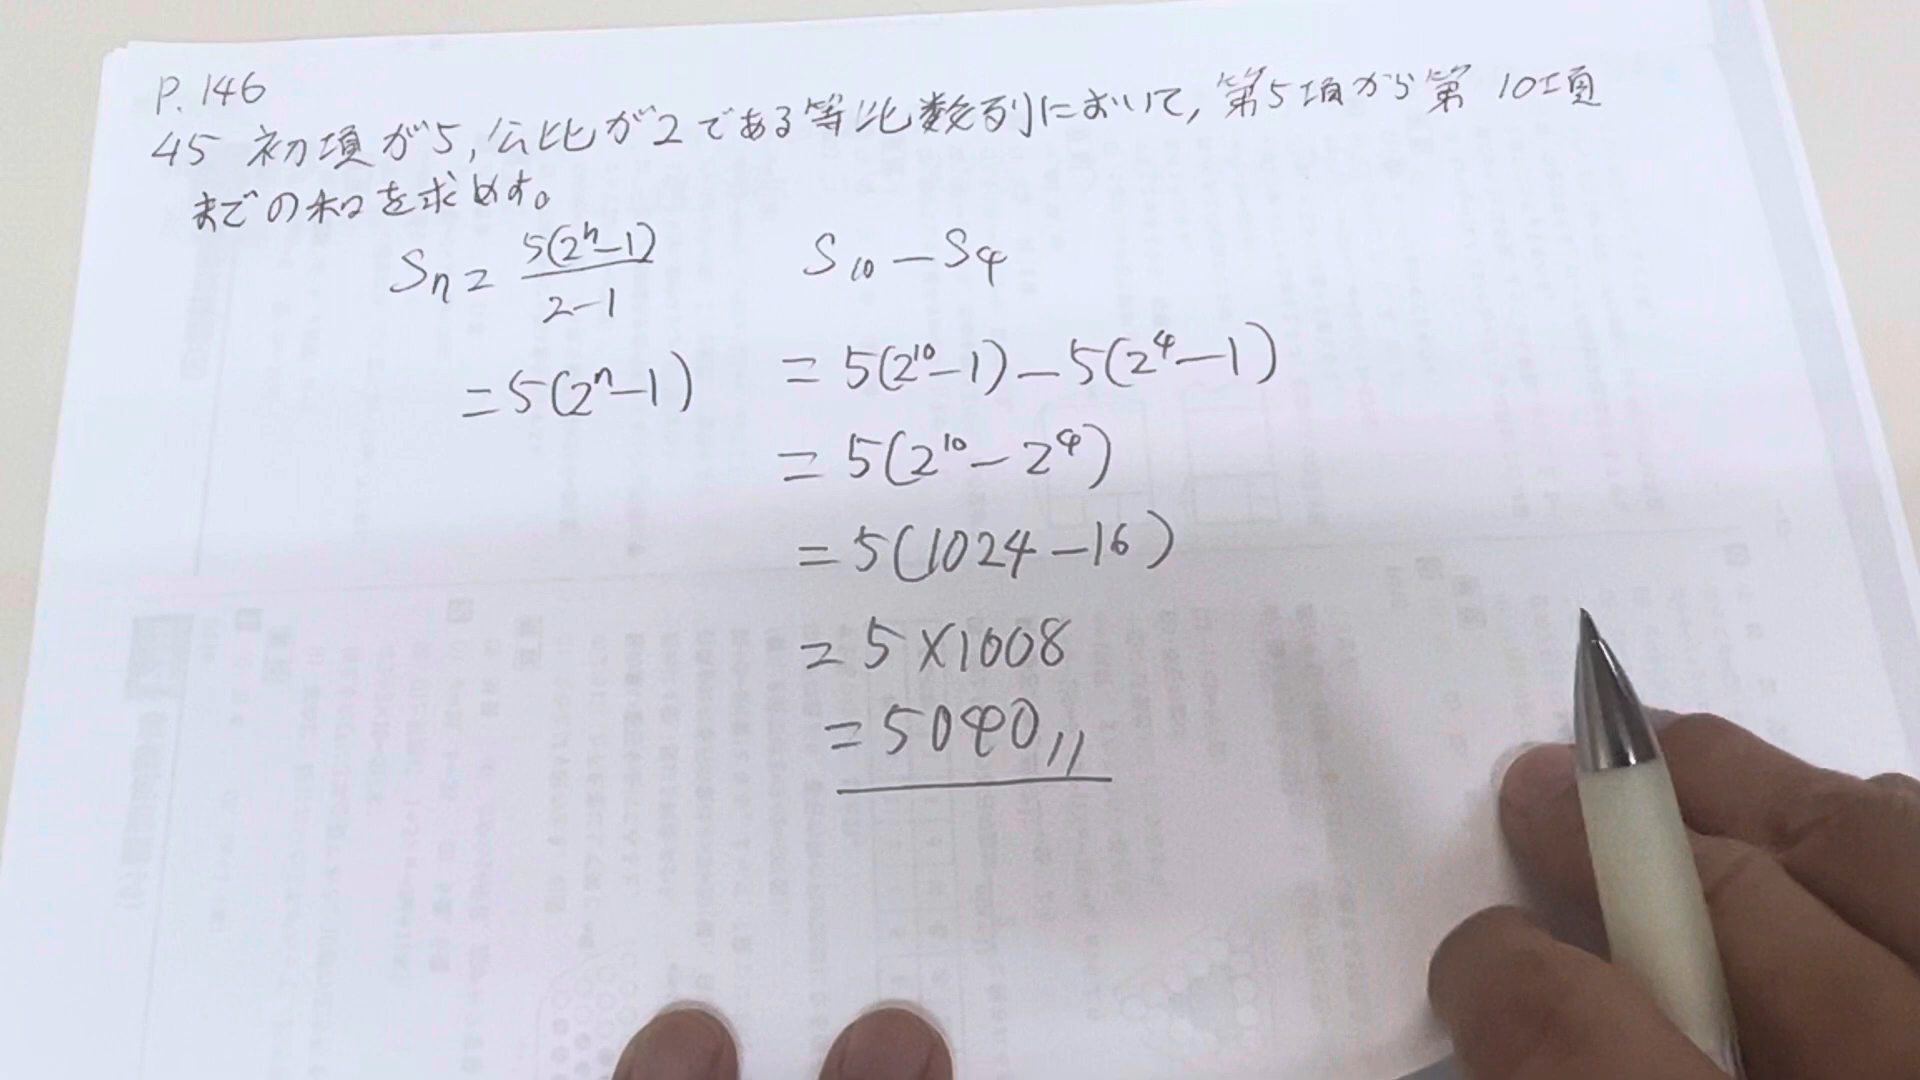 P.146
45 初項が5,公比が2である等比数列において,第5項から第10項
までの和を求めよ。
Sn = 5(2^n-1)/(2-1)
=5(2^n-1)
S10-S4
=5(2^10-1)-5(2^4-1)
=5(2^10-2^4)
=5(1024-16)
=5×1008
=5040